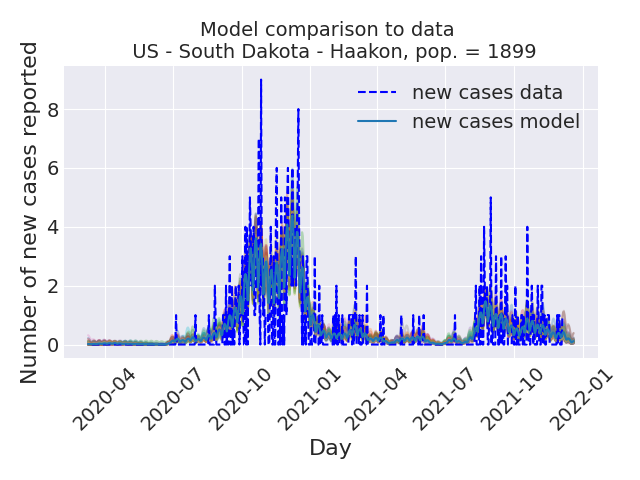 Model comparison to data
US - South Dakota - Haakon, pop. = 1899
Number of new cases reported
8
6
4
2
0
new cases data
new cases model
2020-04
2020-07
2020-10
2021-01
2021-04
2021-07
2021-10
2022-01
Day